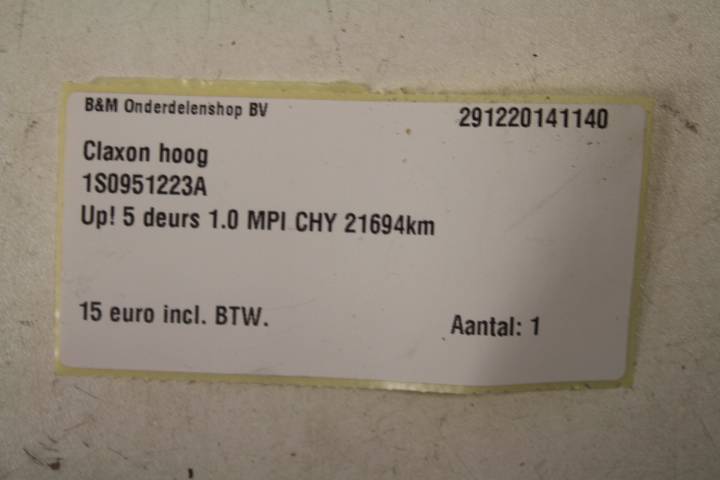 B&M Onderdelenshop BV 291220141140
Claxon hoog
1S0951223A
Up! 5 deurs 1.0 MPI CHY 21694km
15 euro incl. BTW. Aantal: 1